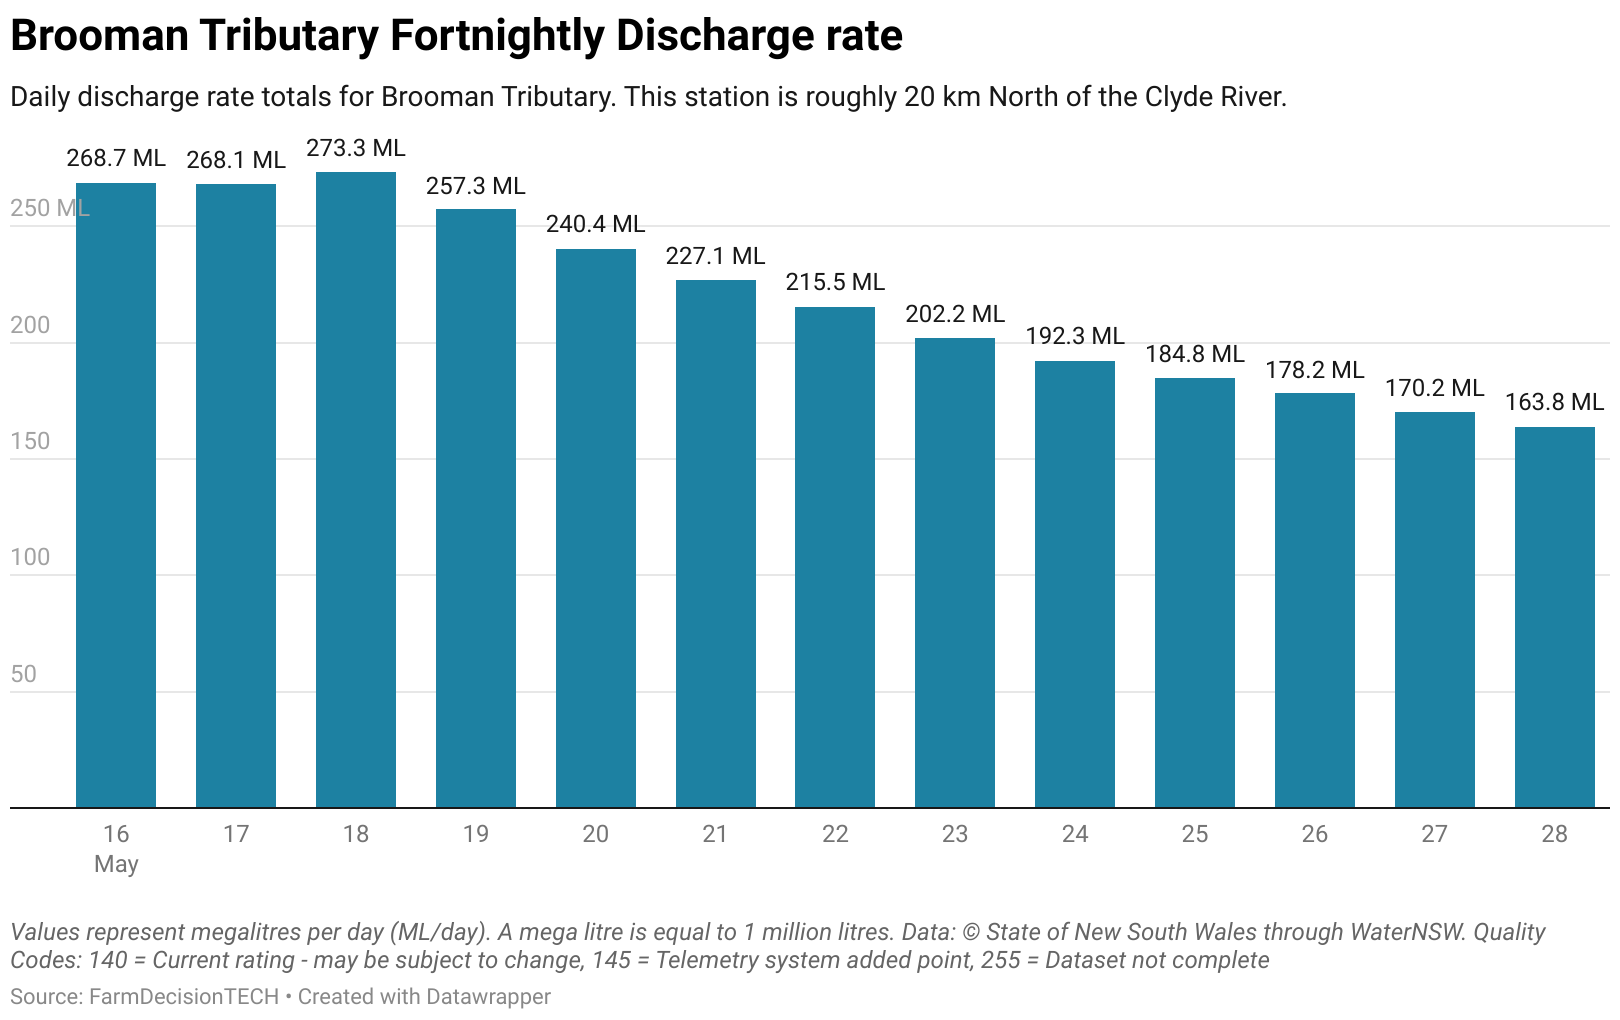 Brooman Tributary Fortnightly Discharge rate
Daily discharge rate totals for Brooman Tributary. This station is roughly 20 km North of the Clyde River.
268.7 ML
268.1 ML
273.3 ML
257.3 ML
240.4 ML
227.1 ML
215.5 ML
202.2 ML
192.3 ML
184.8 ML
178.2 ML
170.2 ML
163.8 ML
250 ML
200
150
100
50
16 17 18 19 20 21 22 23 24 25 26 27 28
May
Values represent megalitres per day (ML/day). A mega litre is equal to 1 million litres. Data: © State of New South Wales through WaterNSW. Quality
Codes: 140 = Current rating - may be subject to change, 145 = Telemetry system added point, 255 = Dataset not complete
Source: FarmDecisionTECH • Created with Datawrapper